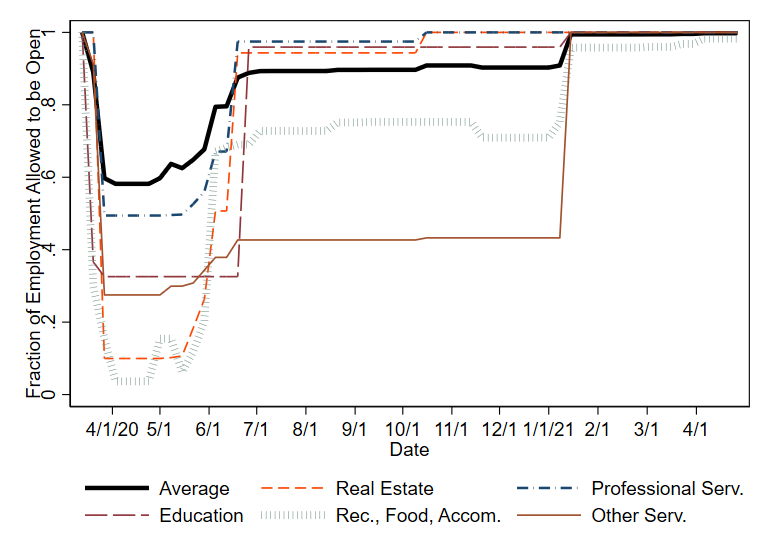 Fraction of Employment Allowed to be Open
1
.8
.6
.4
.2
0
4/1/20 5/1 6/1 7/1 8/1 9/1 10/1 11/1 12/1 1/1/21 2/1 3/1 4/1
Date
Average Real Estate Professional Serv.
Education Rec., Food, Accom. Other Serv.